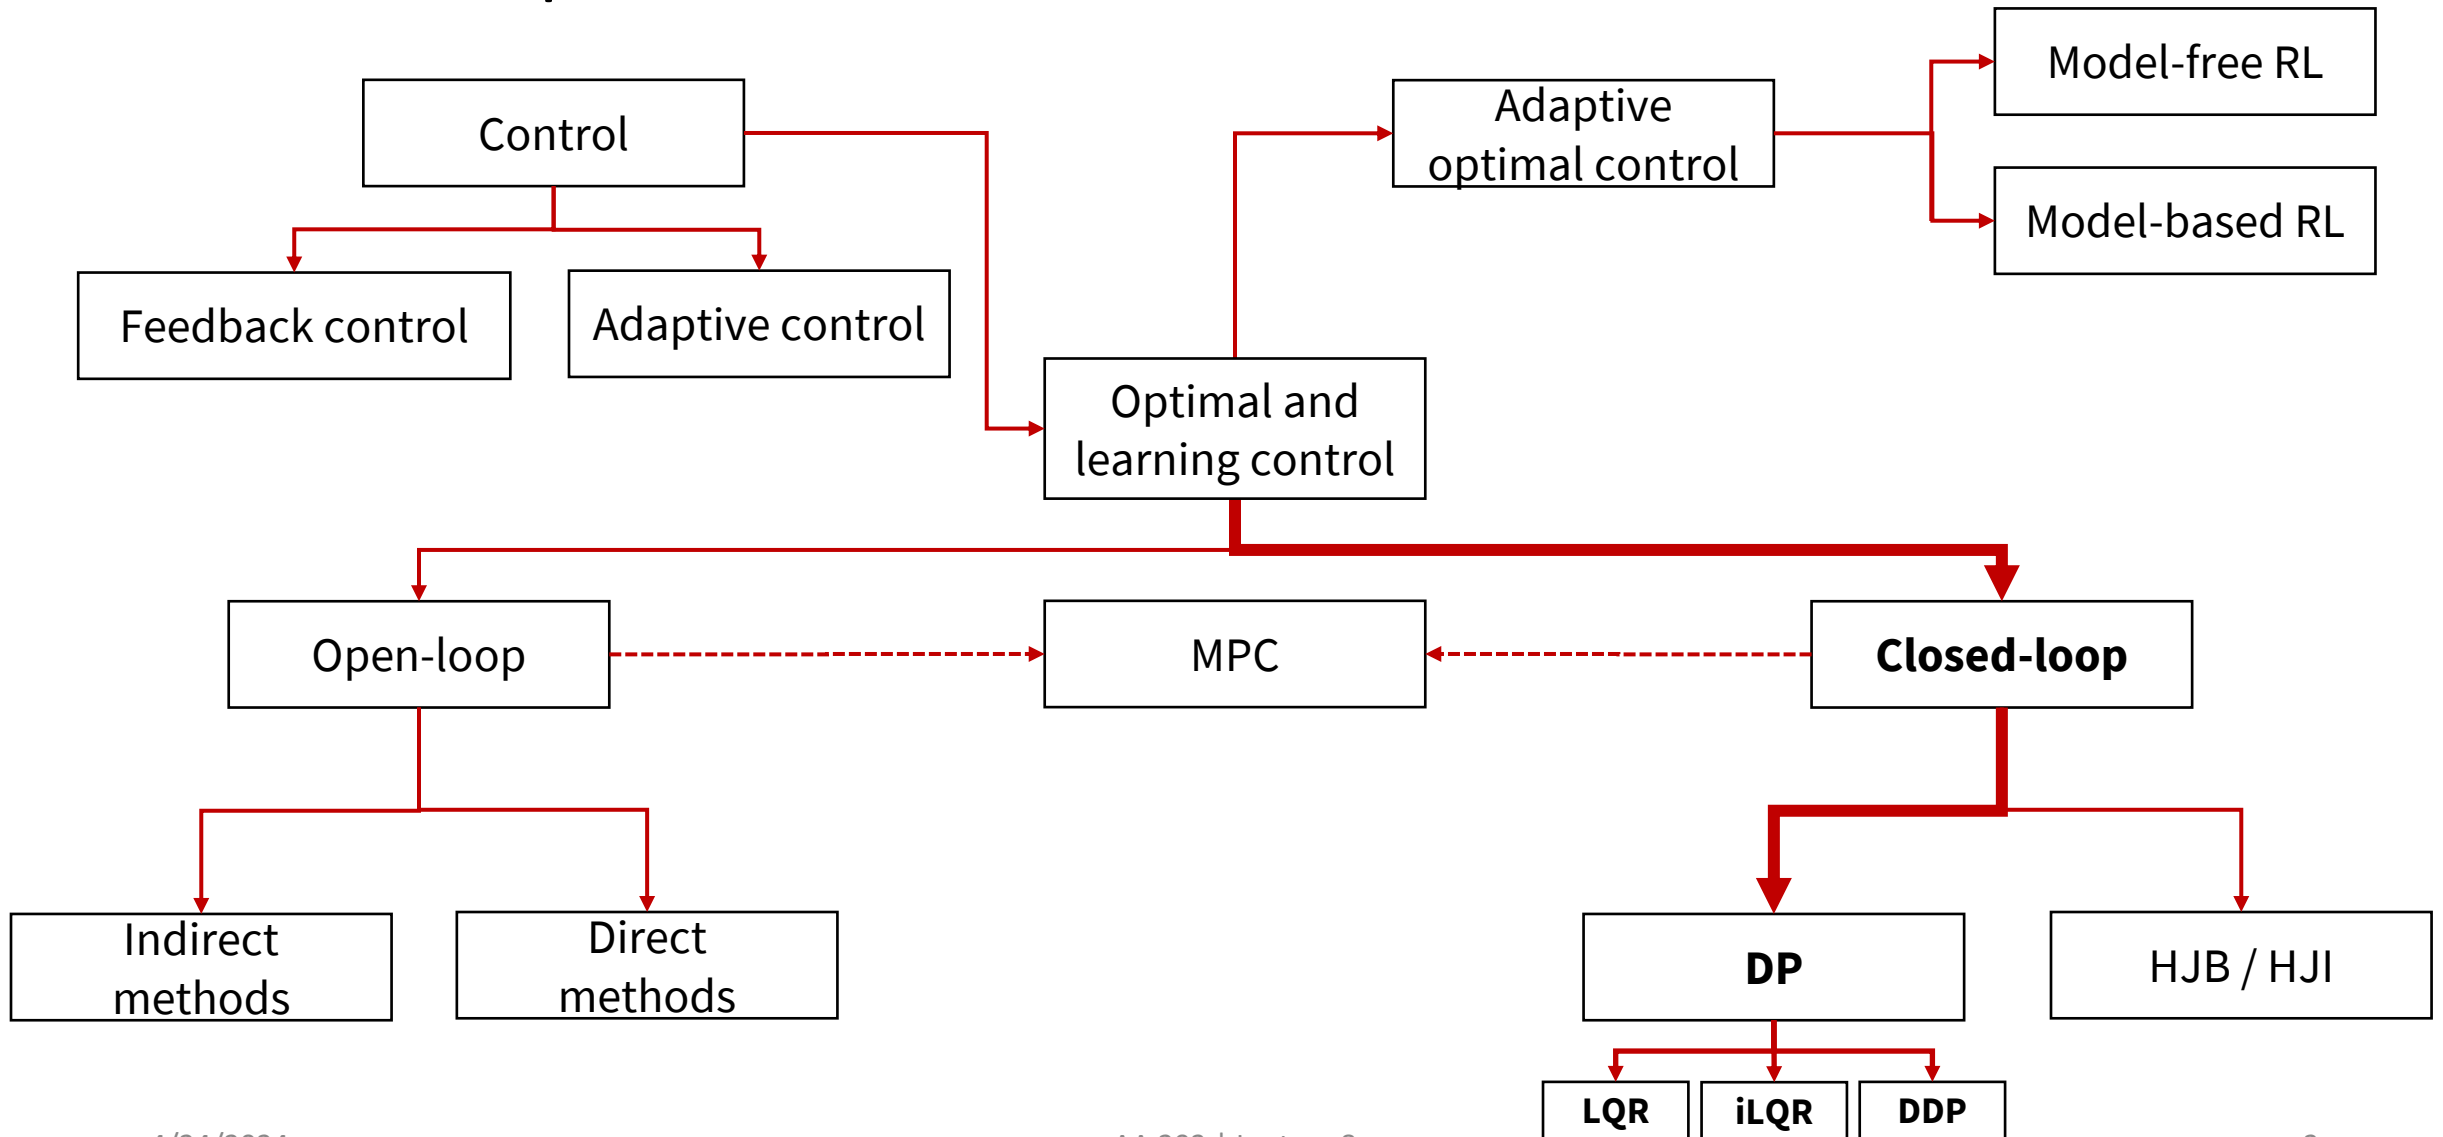 Model-free RL
Control
Adaptive
optimal control
Model-based RL
Feedback control
Adaptive control
Optimal and
learning control
Open-loop
MPC
Closed-loop
Indirect
methods
Direct
methods
DP
HJB / HJI
LQR
iLQR
DDP